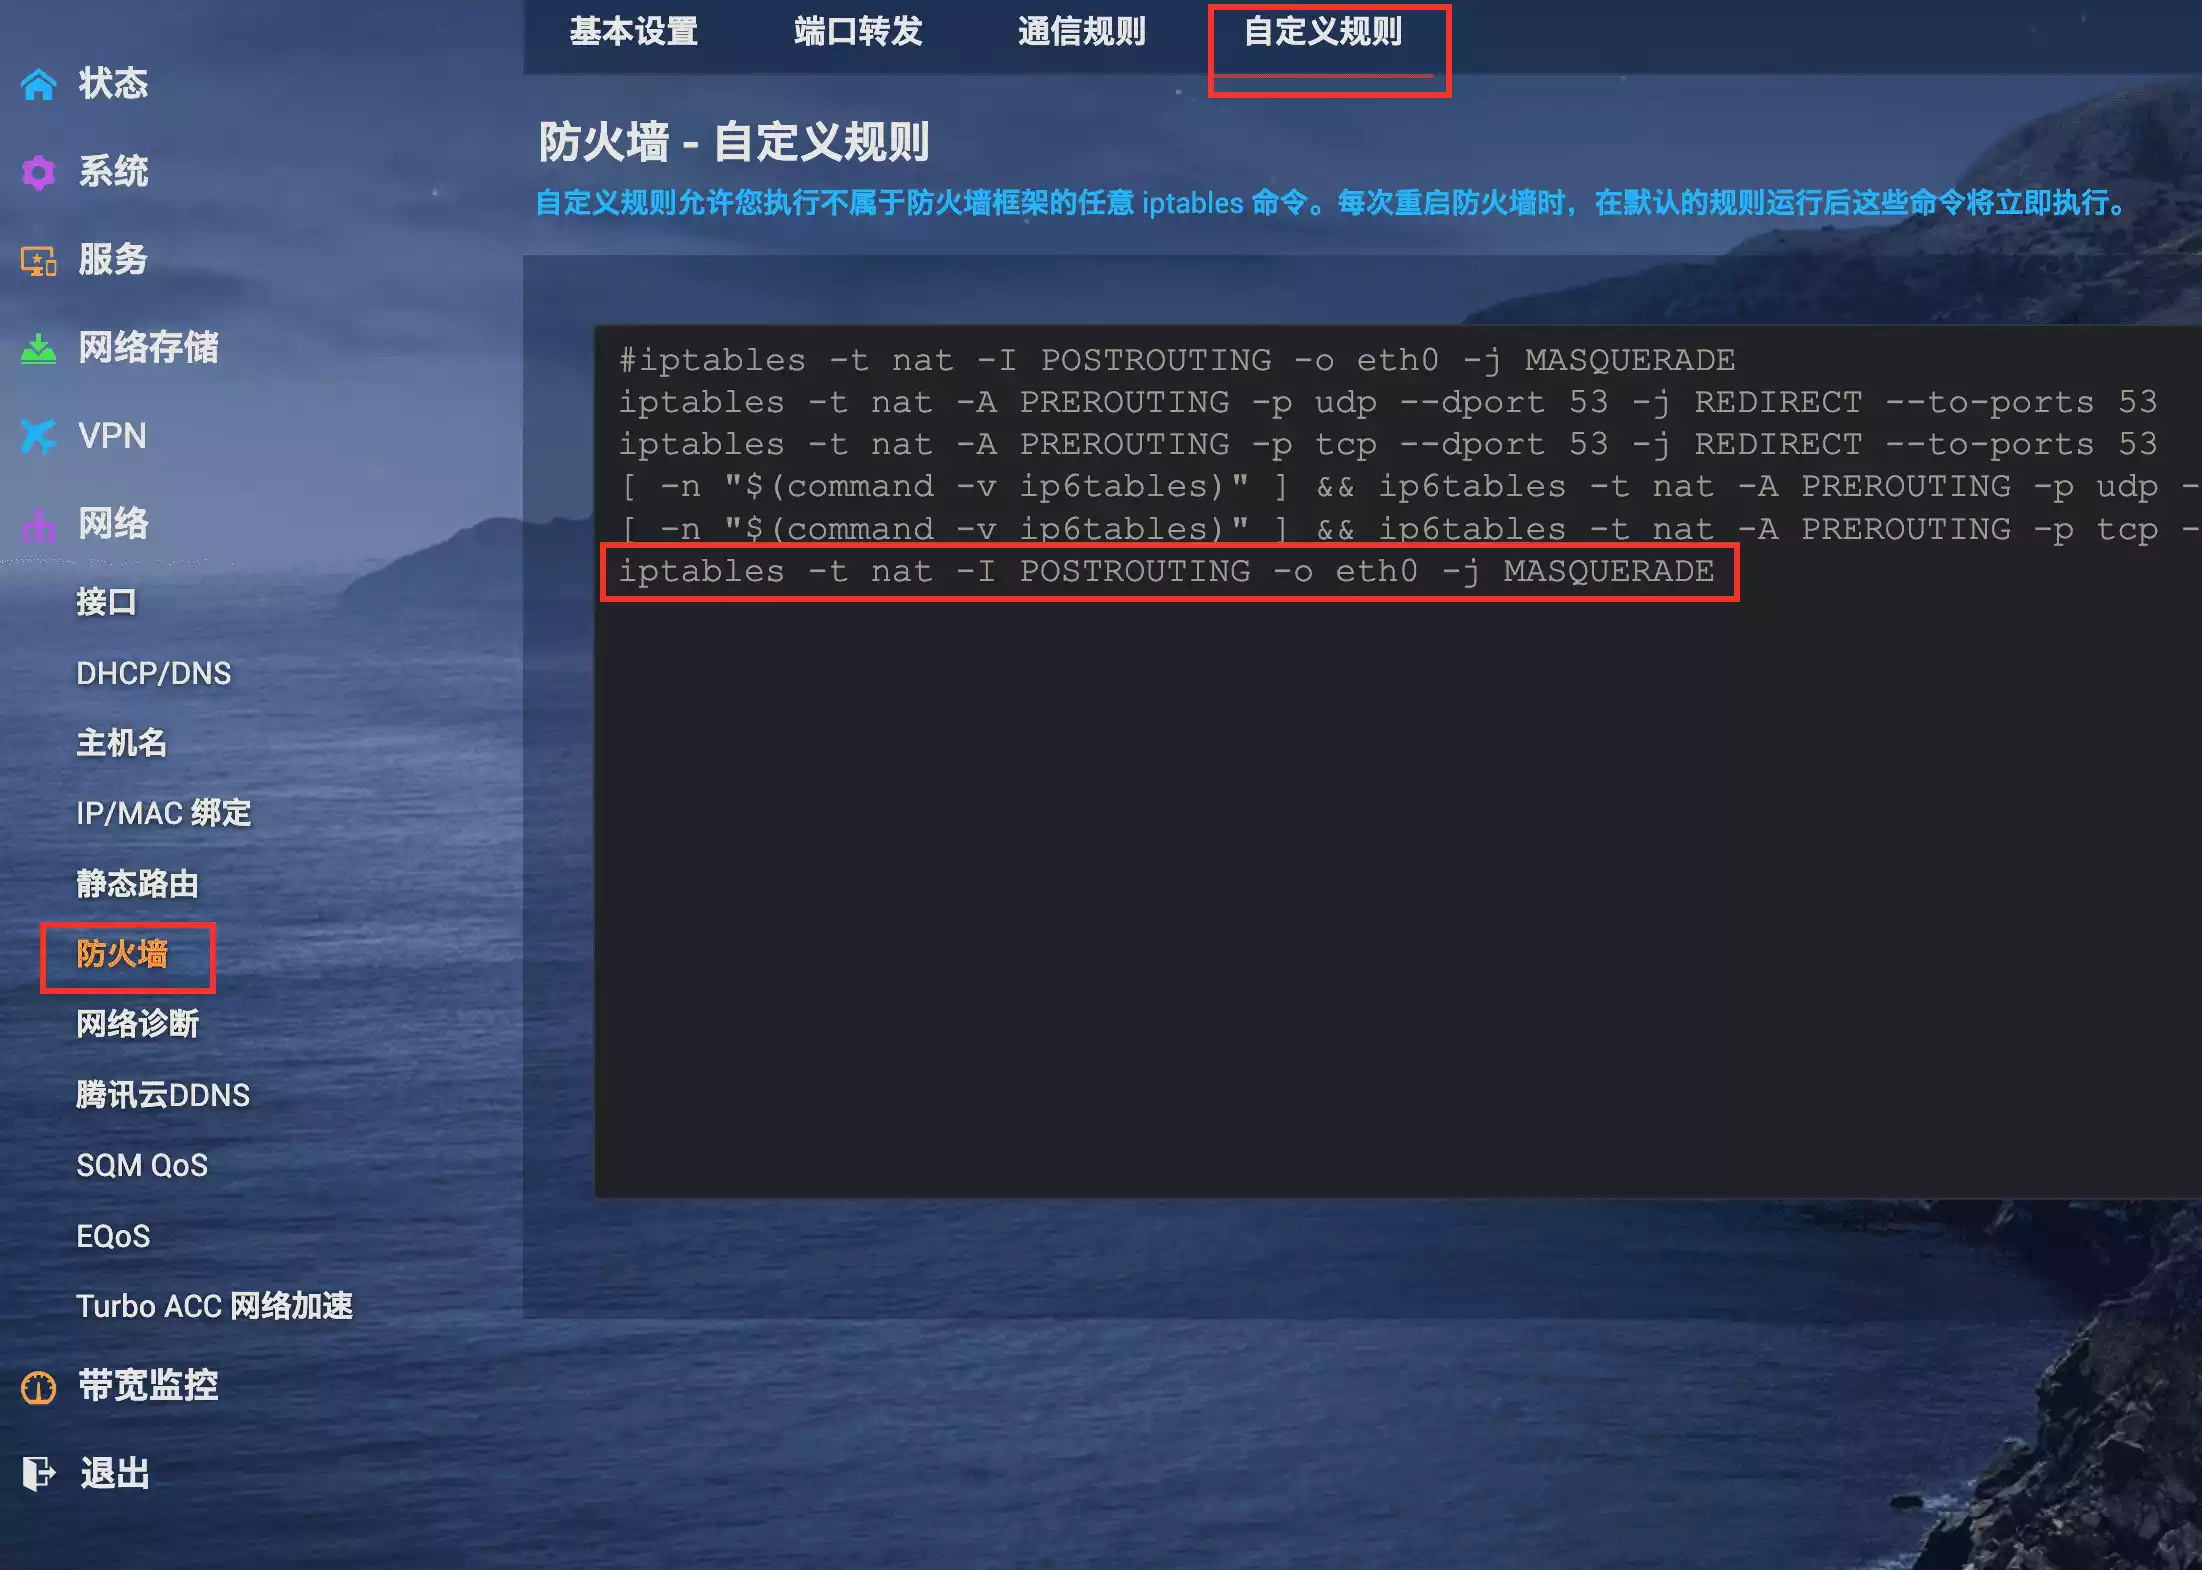 基本设置 端口转发 通信规则 自定义规则
状态
系统
服务
网络存储
VPN
网络
接口
DHCP/DNS
主机名
IP/MAC 绑定
静态路由
防火墙
网络诊断
腾讯云DDNS
SQM QoS
EQoS
Turbo ACC 网络加速
带宽监控
退出
防火墙 - 自定义规则
自定义规则允许您执行不属于防火墙框架的任意 iptables 命令。每次重启防火墙时，在默认的规则运行后这些命令将立即执行。
#iptables -t nat -I POSTROUTING -o eth0 -j MASQUERADE
iptables -t nat -A PREROUTING -p udp --dport 53 -j REDIRECT --to-ports 53
iptables -t nat -A PREROUTING -p tcp --dport 53 -j REDIRECT --to-ports 53
[ -n "$(command -v ip6tables)" ] && ip6tables -t nat -A PREROUTING -p udp -
[ -n "$(command -v ip6tables)" ] && ip6tables -t nat -A PREROUTING -p tcp -
iptables -t nat -I POSTROUTING -o eth0 -j MASQUERADE